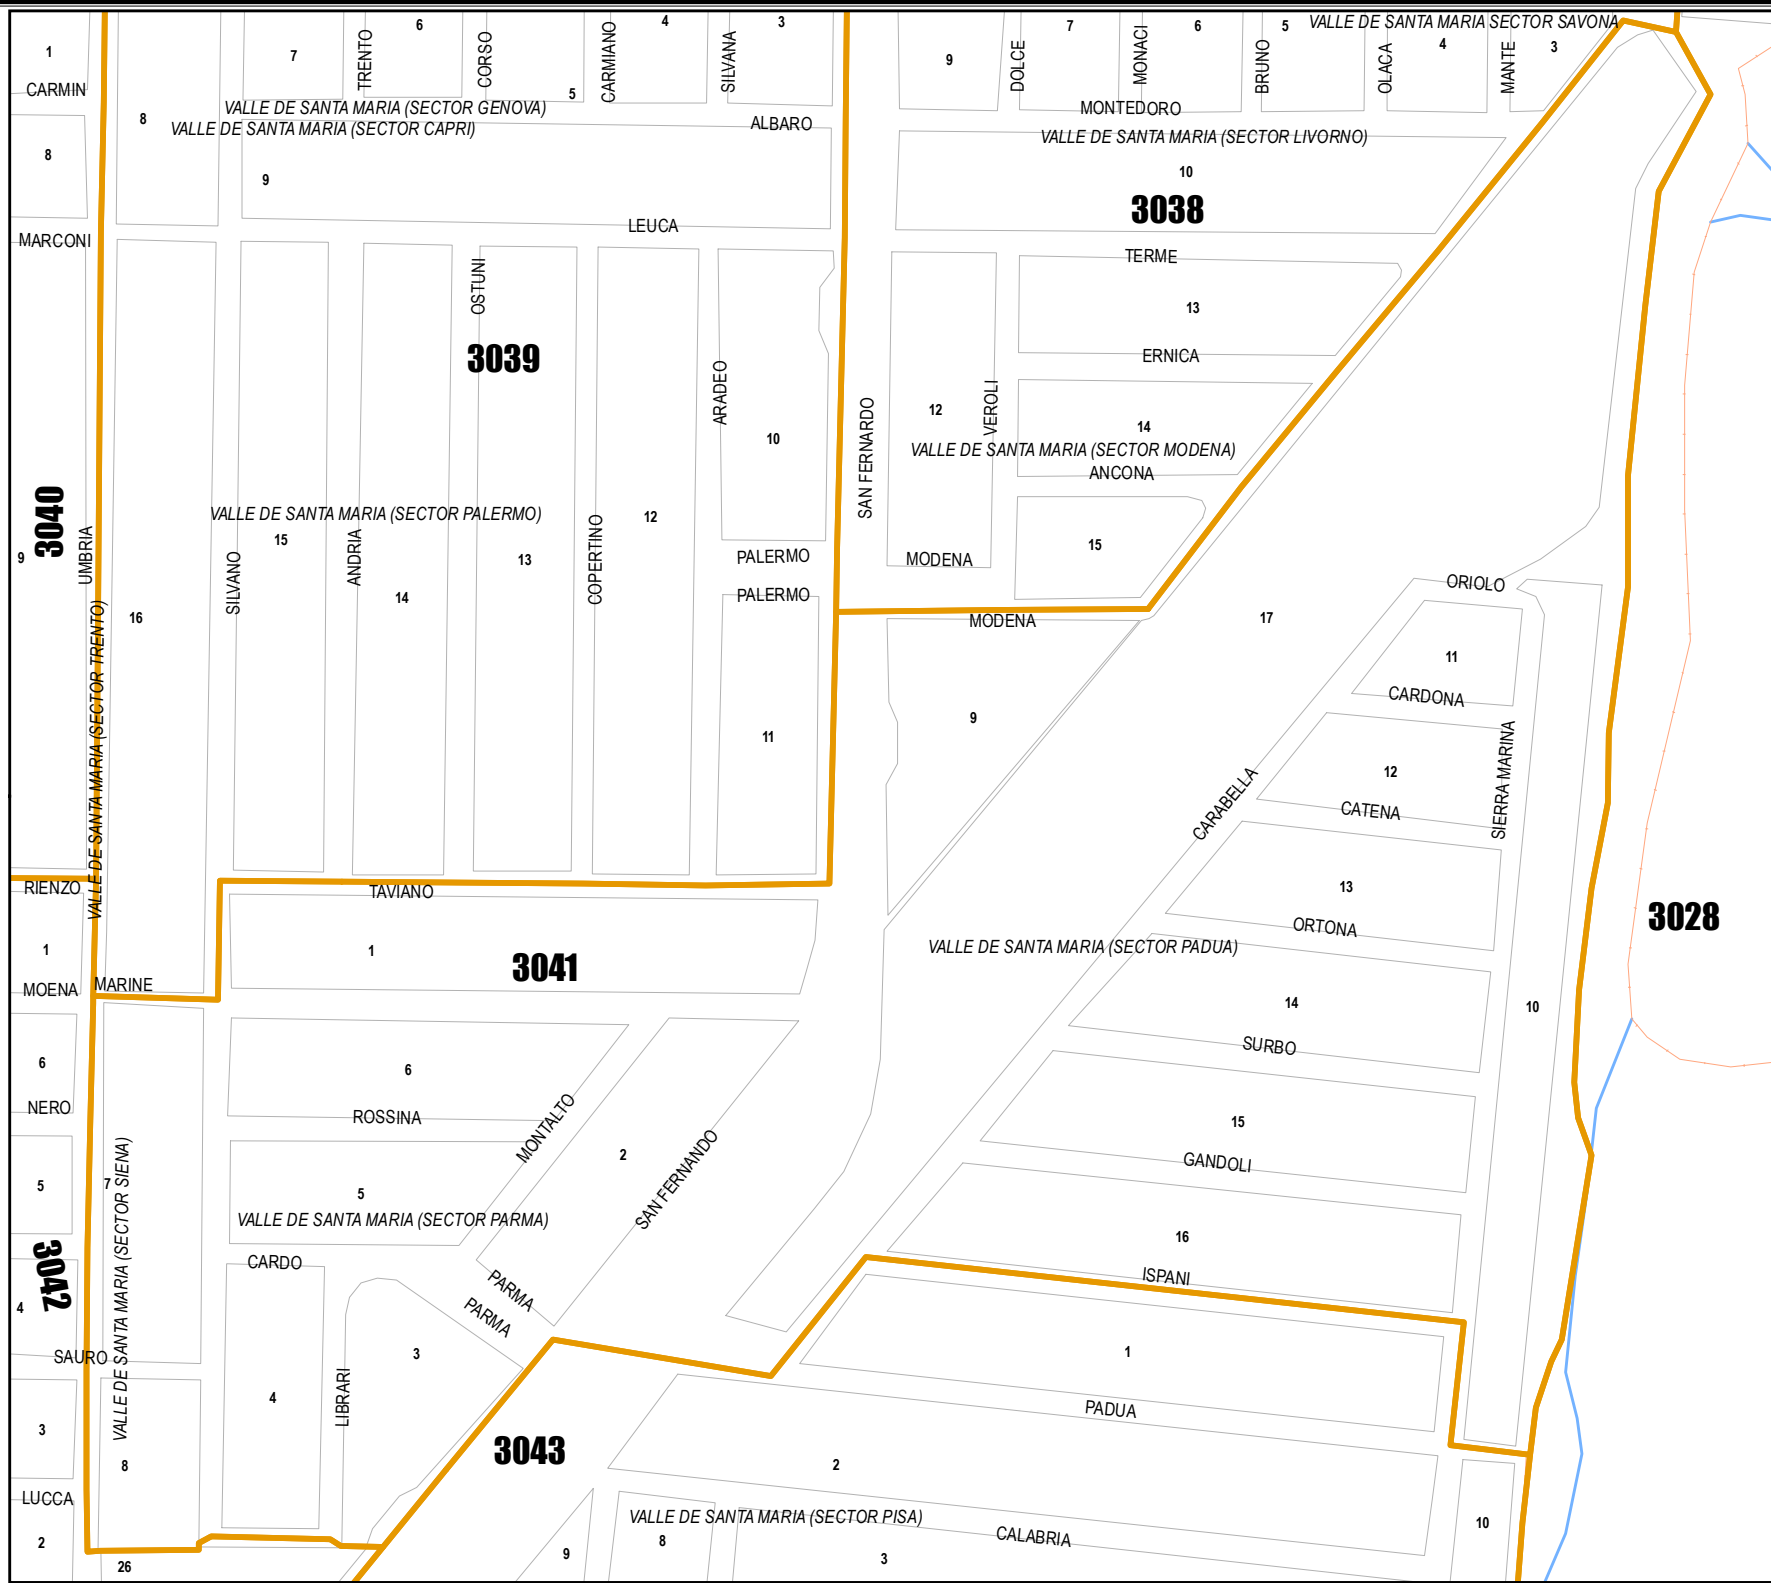 6
4
3
7
6
5
VALLE DE SANTA MARIA SECTOR SAVONA
4
3
1
7
TRENTO
CORSO
CARMIANO
SILVANA
9
DOLCE
MONACI
BRUNO
OLACA
MANTE
CARMIN
5
VALLE DE SANTA MARIA (SECTOR GENOVA)
MONTEDORO
8
VALLE DE SANTA MARIA (SECTOR CAPRI)
ALBARO
VALLE DE SANTA MARIA (SECTOR LIVORNO)
8
9
10
3038
LEUCA
MARCONI
TERME
OSTUNI
13
3039
ERNICA
ARADEO
SAN FERARDO
12
VEROLI
10
14
VALLE DE SANTA MARIA (SECTOR MODENA)
ANCONA
3040
UMBRIA
9
VALLE DE SANTA MARIA (SECTOR PALERMO)
12
15
SILVANO
ANDRIA
13
COPERTINO
15
PALERMO
MODENA
PALERMO
14
ORIOLO
16
MODENA
17
VALLE DE SANTA MARIA (SECTOR TRENTO)
11
CARDONA
9
11
SIERRA MARINA
12
CARABELLA
CATENA
RIENZO
TAVIANO
13
3028
ORTONA
1
1
3041
VALLE DE SANTA MARIA (SECTOR PADUA)
MOENA
MARINE
14
10
SURBO
6
6
NERO
ROSSINA
MONTALTO
15
2
SAN FERNANDO
GANDOLI
5
7
VALLE DE SANTA MARIA (SECTOR SIENA)
5
VALLE DE SANTA MARIA (SECTOR PARMA)
16
3042
CARDO
ISPANI
PARMA
PARMA
4
SAURO
3
1
4
LIBRARI
PADUA
3
3043
8
2
LUCCA
VALLE DE SANTA MARIA (SECTOR PISA)
10
CALABRIA
2
9
8
3
26